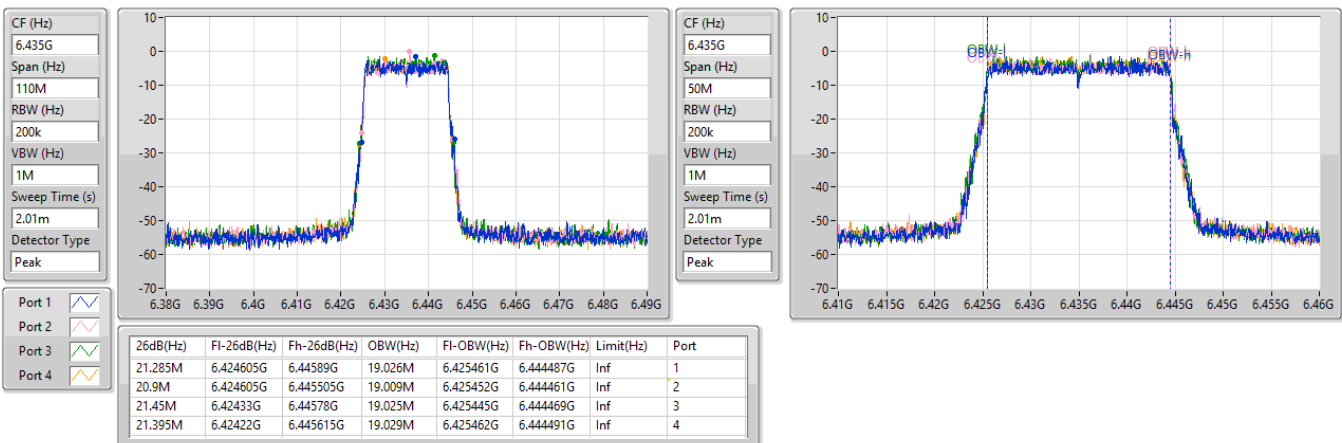 CF (Hz)
6.435G
Span (Hz)
110M
RBW (Hz)
200k
VBW (Hz)
1M
Sweep Time (s)
2.01m
Detector Type
Peak
10-
0-
-10-
-20-
-30-
-40-
-50-
-60-
-70-
6.38G 6.39G 6.4G 6.41G 6.42G 6.43G 6.44G 6.45G 6.46G 6.47G 6.48G 6.49G
CF (Hz)
6.435G
Span (Hz)
50M
RBW (Hz)
200k
VBW (Hz)
1M
Sweep Time (s)
2.01m
Detector Type
Peak
10-
0-
-10-
-20-
-30-
-40-
-50-
-60-
-70-
OBW-l
OBW-h
6.41G 6.415G 6.42G 6.425G 6.43G 6.435G 6.44G 6.445G 6.45G 6.455G 6.46G
Port 1
Port 2
Port 3
Port 4
26dB(Hz) Fl-26dB(Hz) Fh-26dB(Hz) OBW(Hz) Fl-OBW(Hz) Fh-OBW(Hz) Limit(Hz) Port
21.285M 6.424605G 6.44589G 19.026M 6.425461G 6.444487G Inf 1
20.9M 6.424605G 6.445505G 19.009M 6.425452G 6.444461G Inf 2
21.45M 6.42433G 6.44578G 19.025M 6.425445G 6.444469G Inf 3
21.395M 6.42422G 6.445615G 19.029M 6.425462G 6.444491G Inf 4